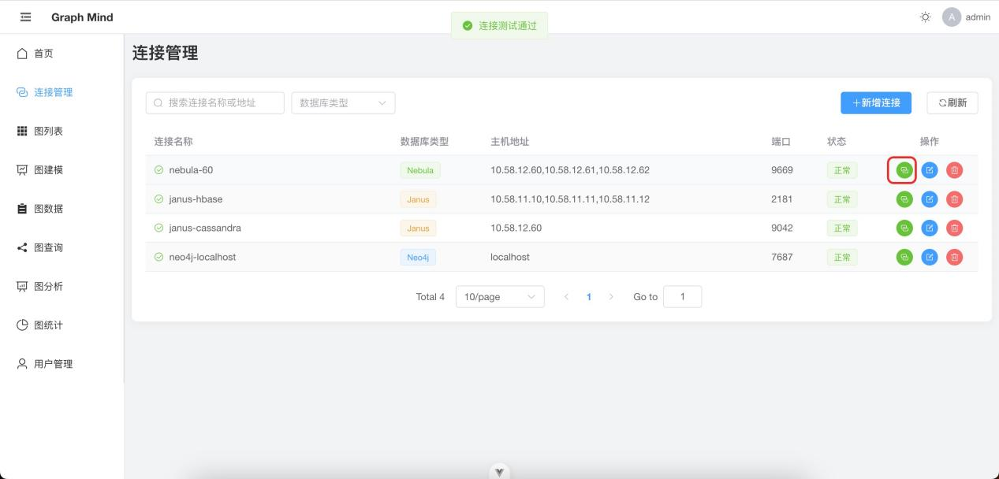 Graph Mind
连接测试通过
A admin
首页
连接管理
图列表
图建模
图数据
图查询
图分析
图统计
用户管理
连接管理
搜索连接名称或地址 数据库类型 +新增连接 刷新
连接名称 数据库类型 主机地址 端口 状态 操作
nebula-60 Nebula 10.58.12.60,10.58.12.61,10.58.12.62 9669 正常
janus-hbase Janus 10.58.11.10,10.58.11.11,10.58.11.12 2181 正常
janus-cassandra Janus 10.58.12.60 9042 正常
neo4j-localhost Neo4j localhost 7687 正常
Total 4 10/page 1 Go to 1